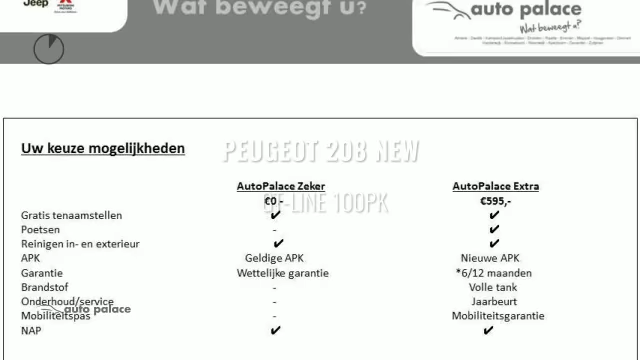 Jeep
Wat beweegt u?
auto palace
Wat beweegt u?
Uw keuze mogelijkheden
PEUGEOT 208 NEW
GT-LINE 100PK
AutoPalace Zeker AutoPalace Extra
€0 - €595,-
Gratis tenaamstellen ✔ ✔
Poetsen - ✔
Reinigen in- en exterieur ✔ ✔
APK Geldige APK Nieuwe APK
Garantie Wettelijke garantie *6/12 maanden
Brandstof - Volle tank
Onderhoud/service - Jaarbeurt
auto palace
Mobiliteitspas - Mobiliteitsgarantie
NAP ✔ ✔